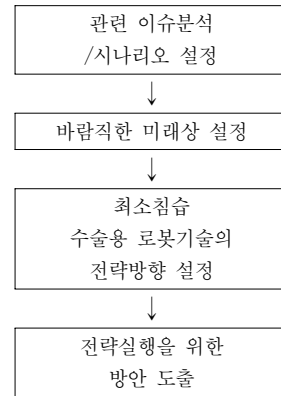 관련 이슈분석
/시나리오 설정
바람직한 미래상 설정
최소침습
수술용 로봇기술의
전략방향 설정
전략실행을 위한
방안 도출